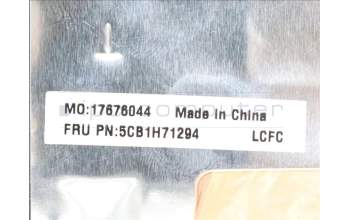 MO:17676044 Made in China
FRU PN:5CB1H71294 LCFC